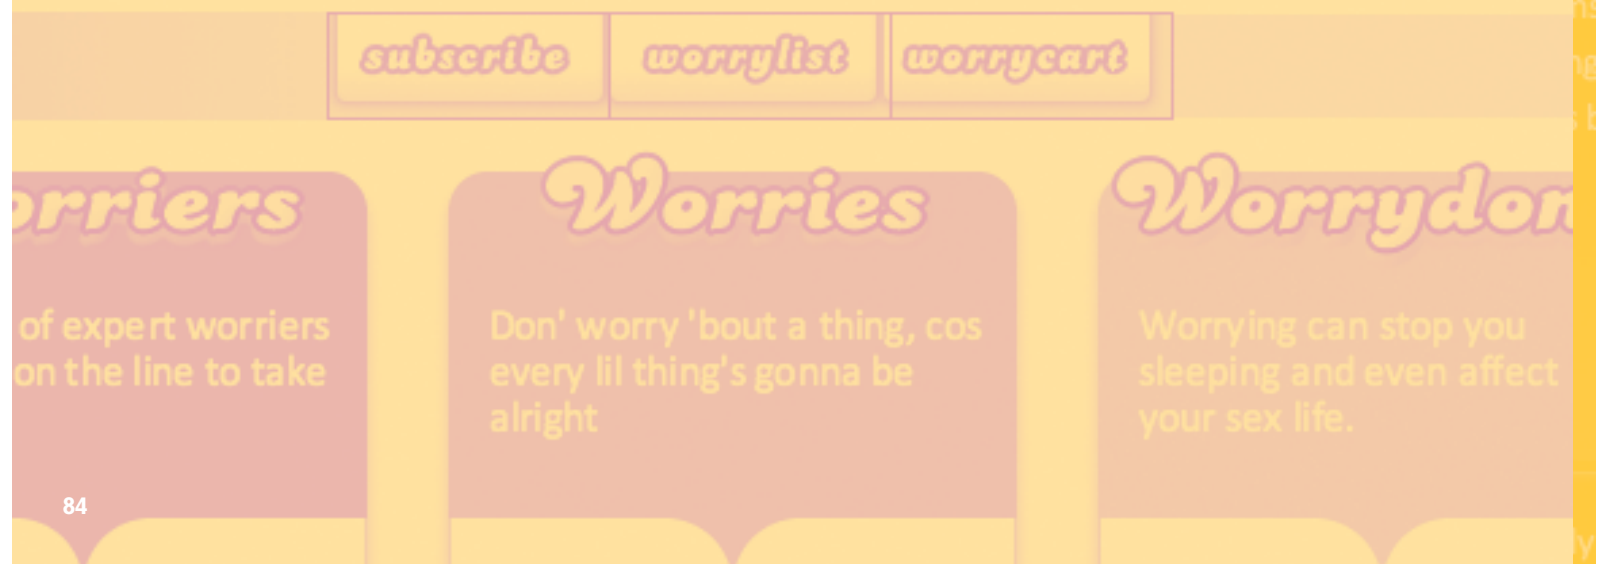 subscribe worrylist worrycart
orriers
of expert worriers
on the line to take
Worries
Don' worry 'bout a thing, cos
every lil thing's gonna be
alright
Worrydon
Worrying can stop you
sleeping and even affect
your sex life.
84